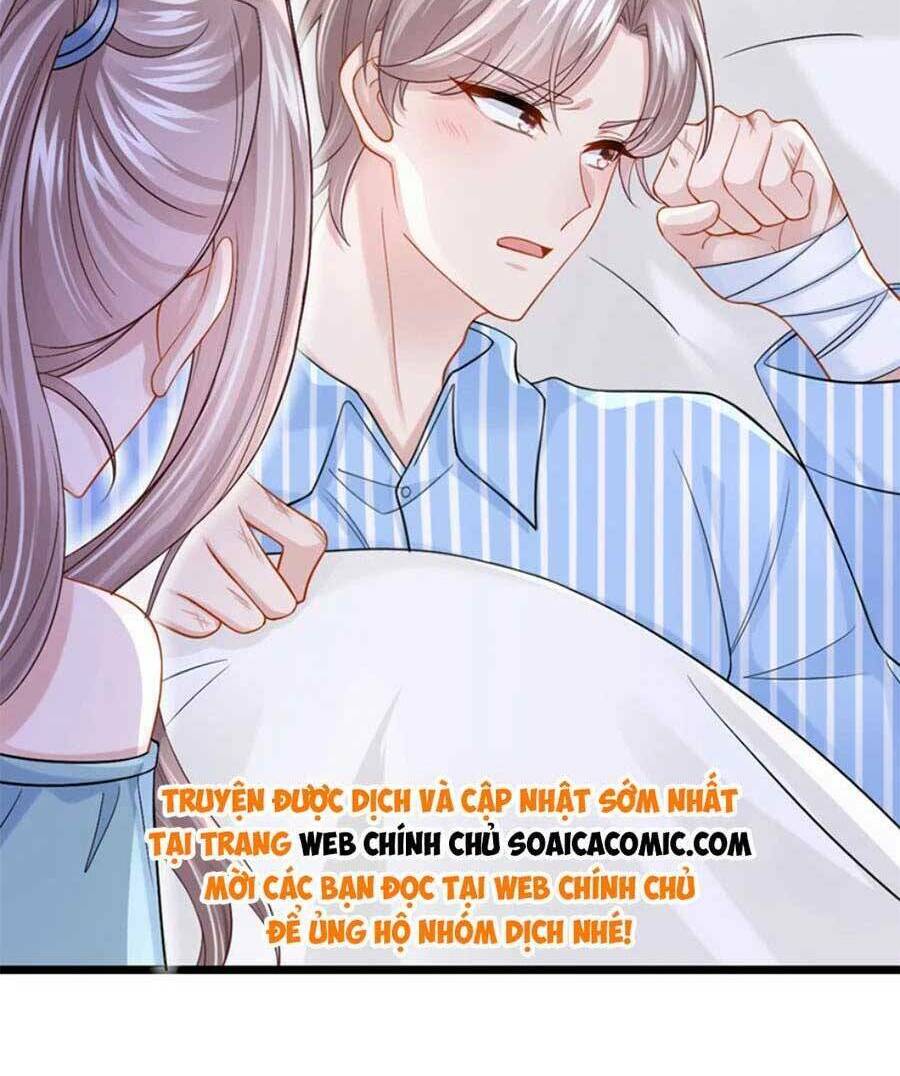 TRUYỆN ĐƯỢC DỊCH VÀ CẬP NHẬT SỚM NHẤT
TẠI TRANG WEB CHÍNH CHỦ SOAICACOMIC.COM
MỜI CÁC BẠN ĐỌC TẠI WEB CHÍNH CHỦ
ĐỂ ỦNG HỘ NHÓM DỊCH NHÉ!